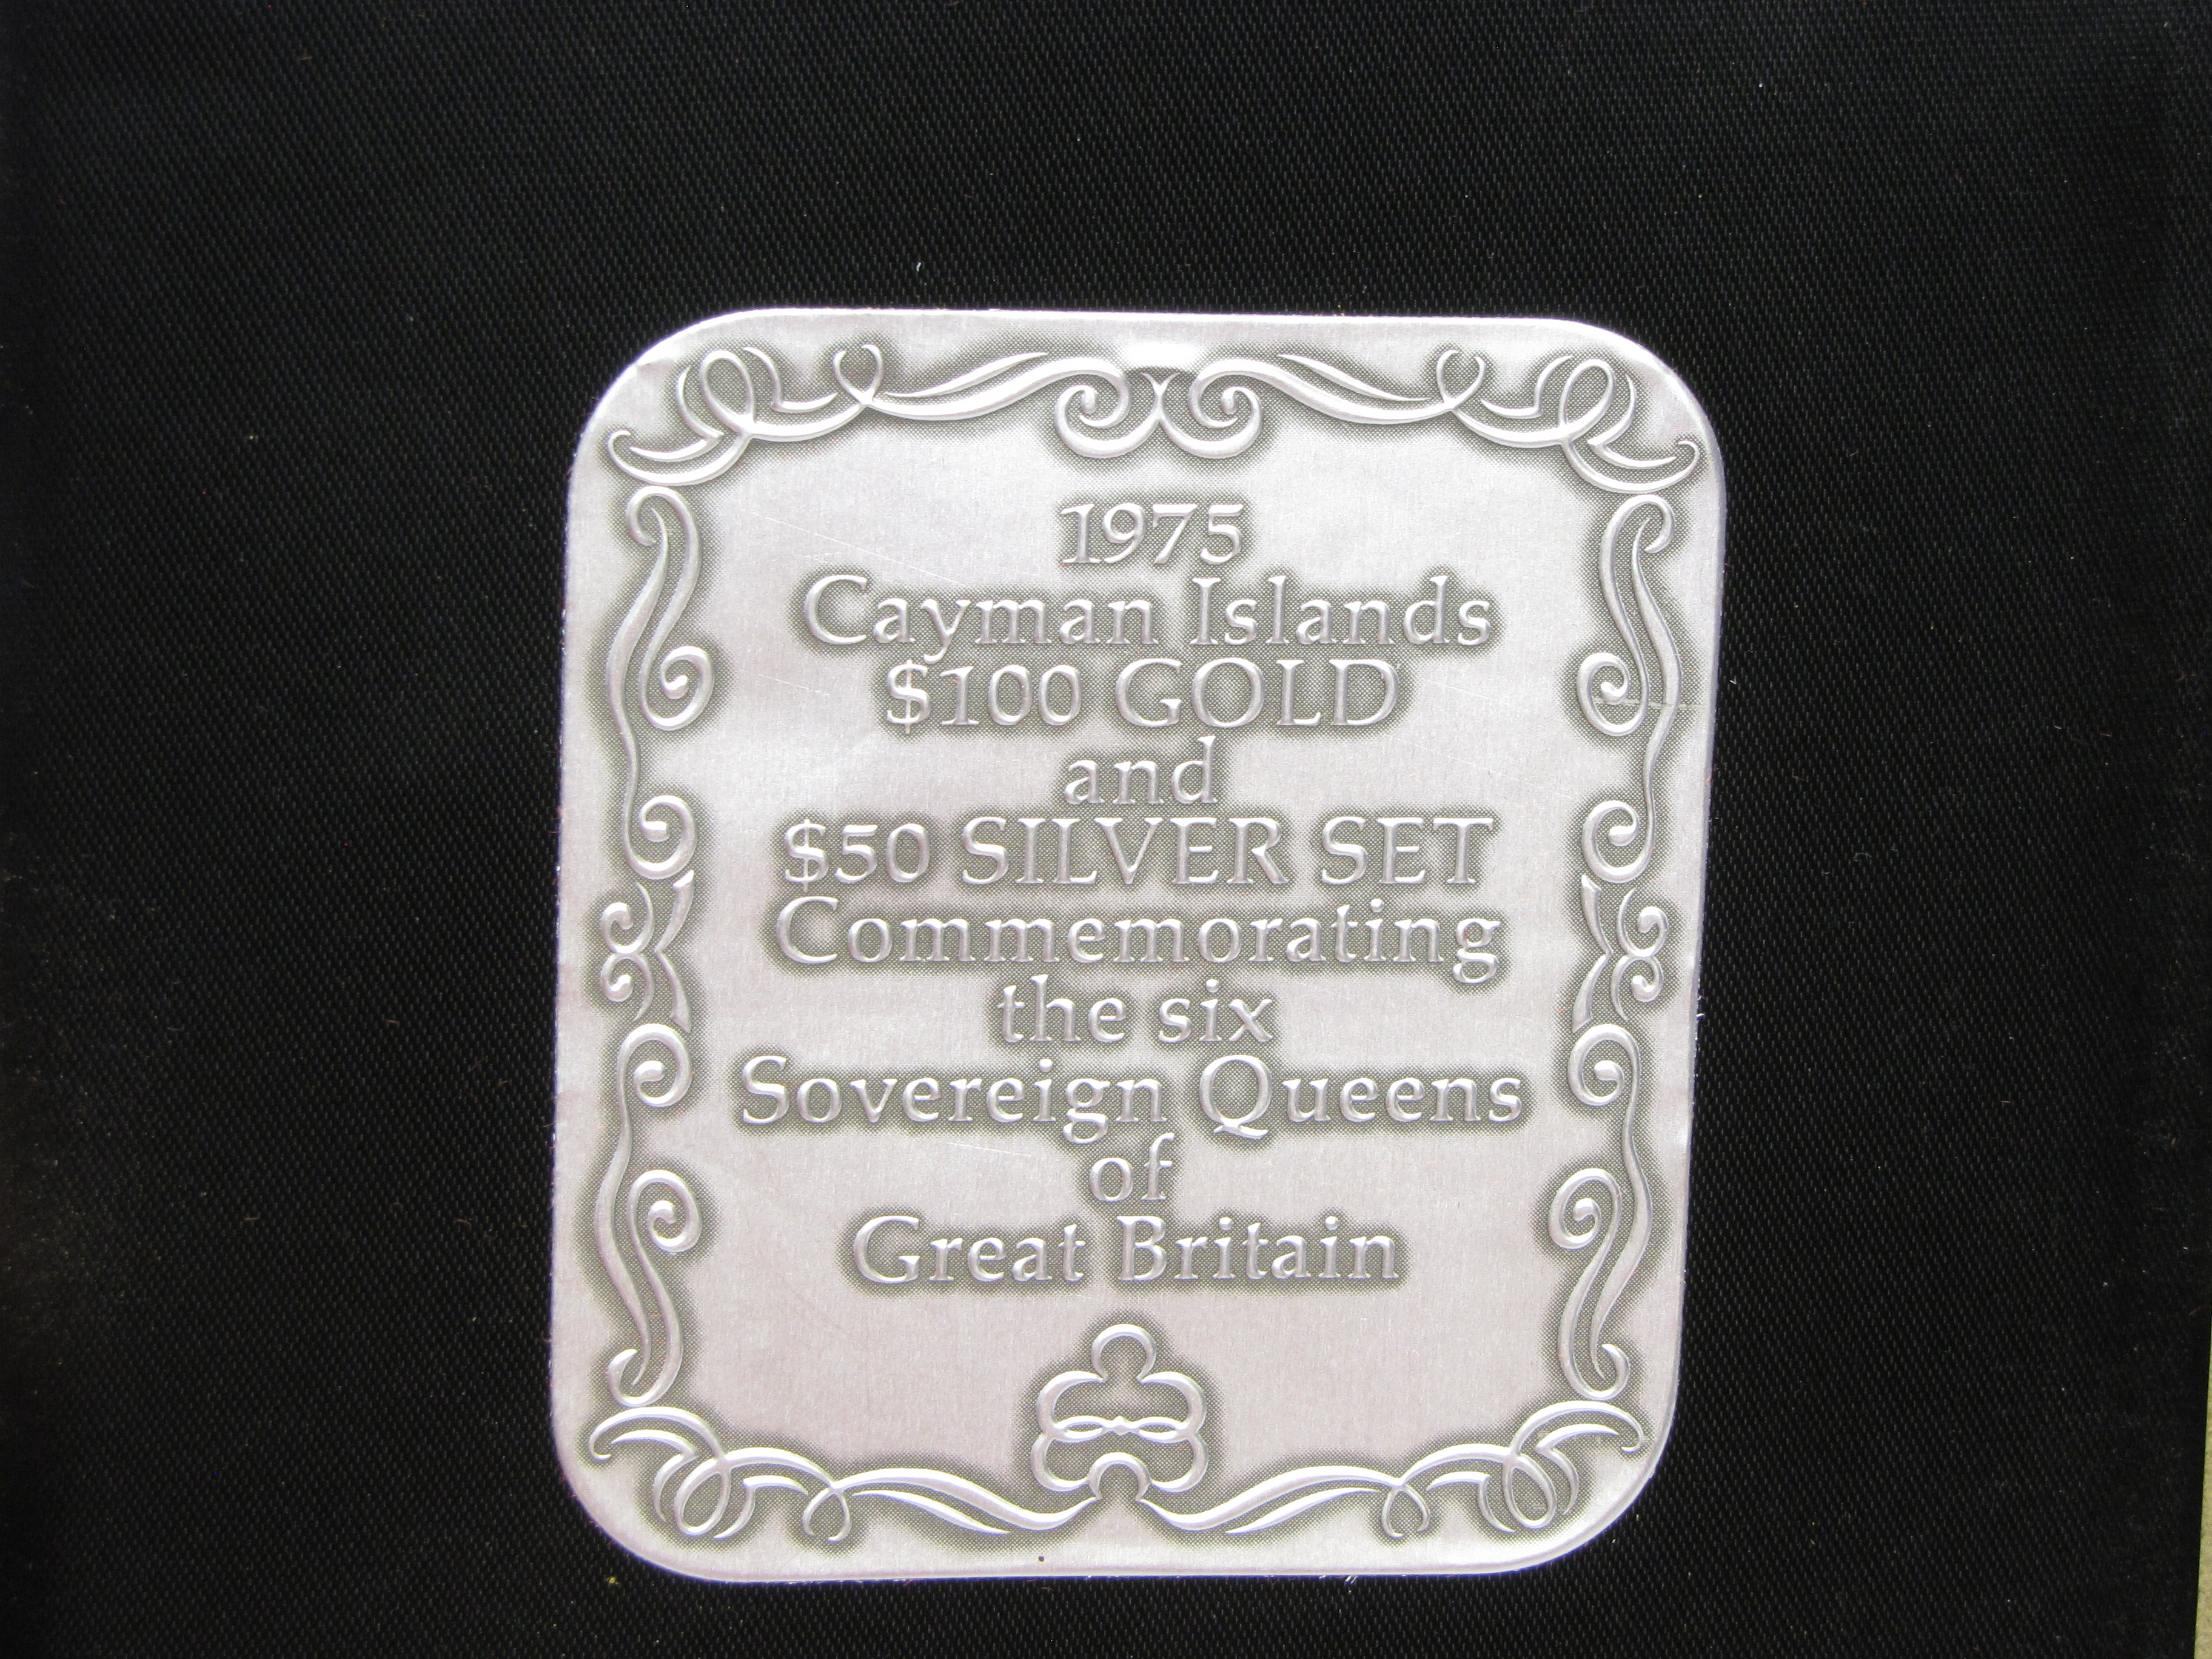 1975
Cayman Islands
$100 GOLD
and
$50 SILVER SET
Commemorating
the six
Sovereign Queens
of
Great Britain